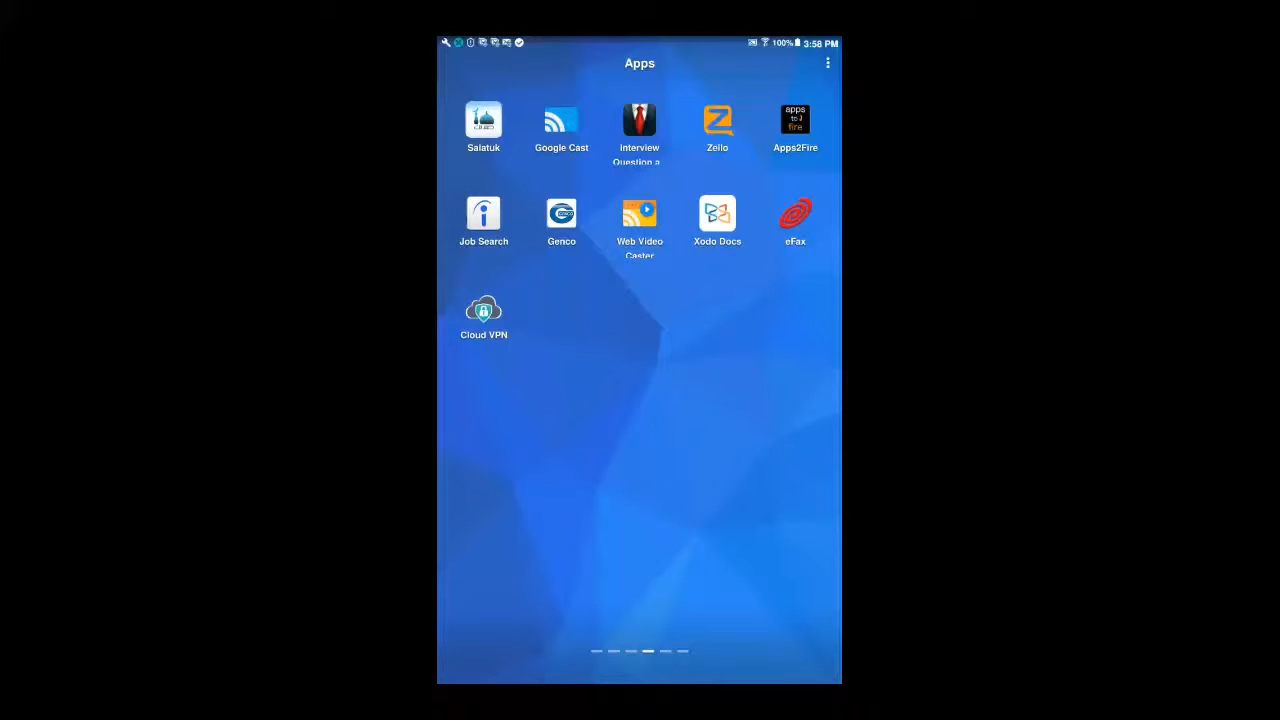 100% 3:58 PM
Apps
apps
to
fire
Salatuk
Google Cast
Interview
Question a
Zello
Apps2Fire
GENCO
Job Search
Genco
Web Video
Caster
Xodo Docs
eFax
Cloud VPN